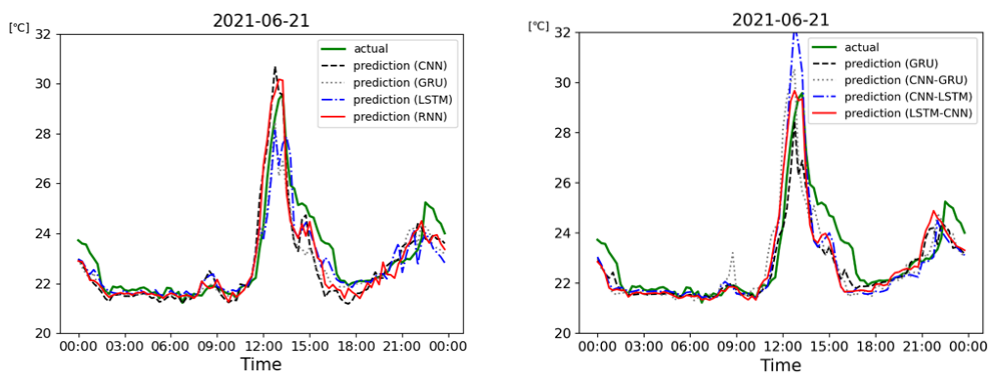 2021-06-21
[℃]
32
30
28
26
24
22
20
actual
prediction (CNN)
prediction (GRU)
prediction (LSTM)
prediction (RNN)
00:00 03:00 06:00 09:00 12:00 15:00 18:00 21:00 00:00
Time
2021-06-21
[℃]
32
30
28
26
24
22
20
actual
prediction (GRU)
prediction (CNN-GRU)
prediction (CNN-LSTM)
prediction (LSTM-CNN)
00:00 03:00 06:00 09:00 12:00 15:00 18:00 21:00 00:00
Time